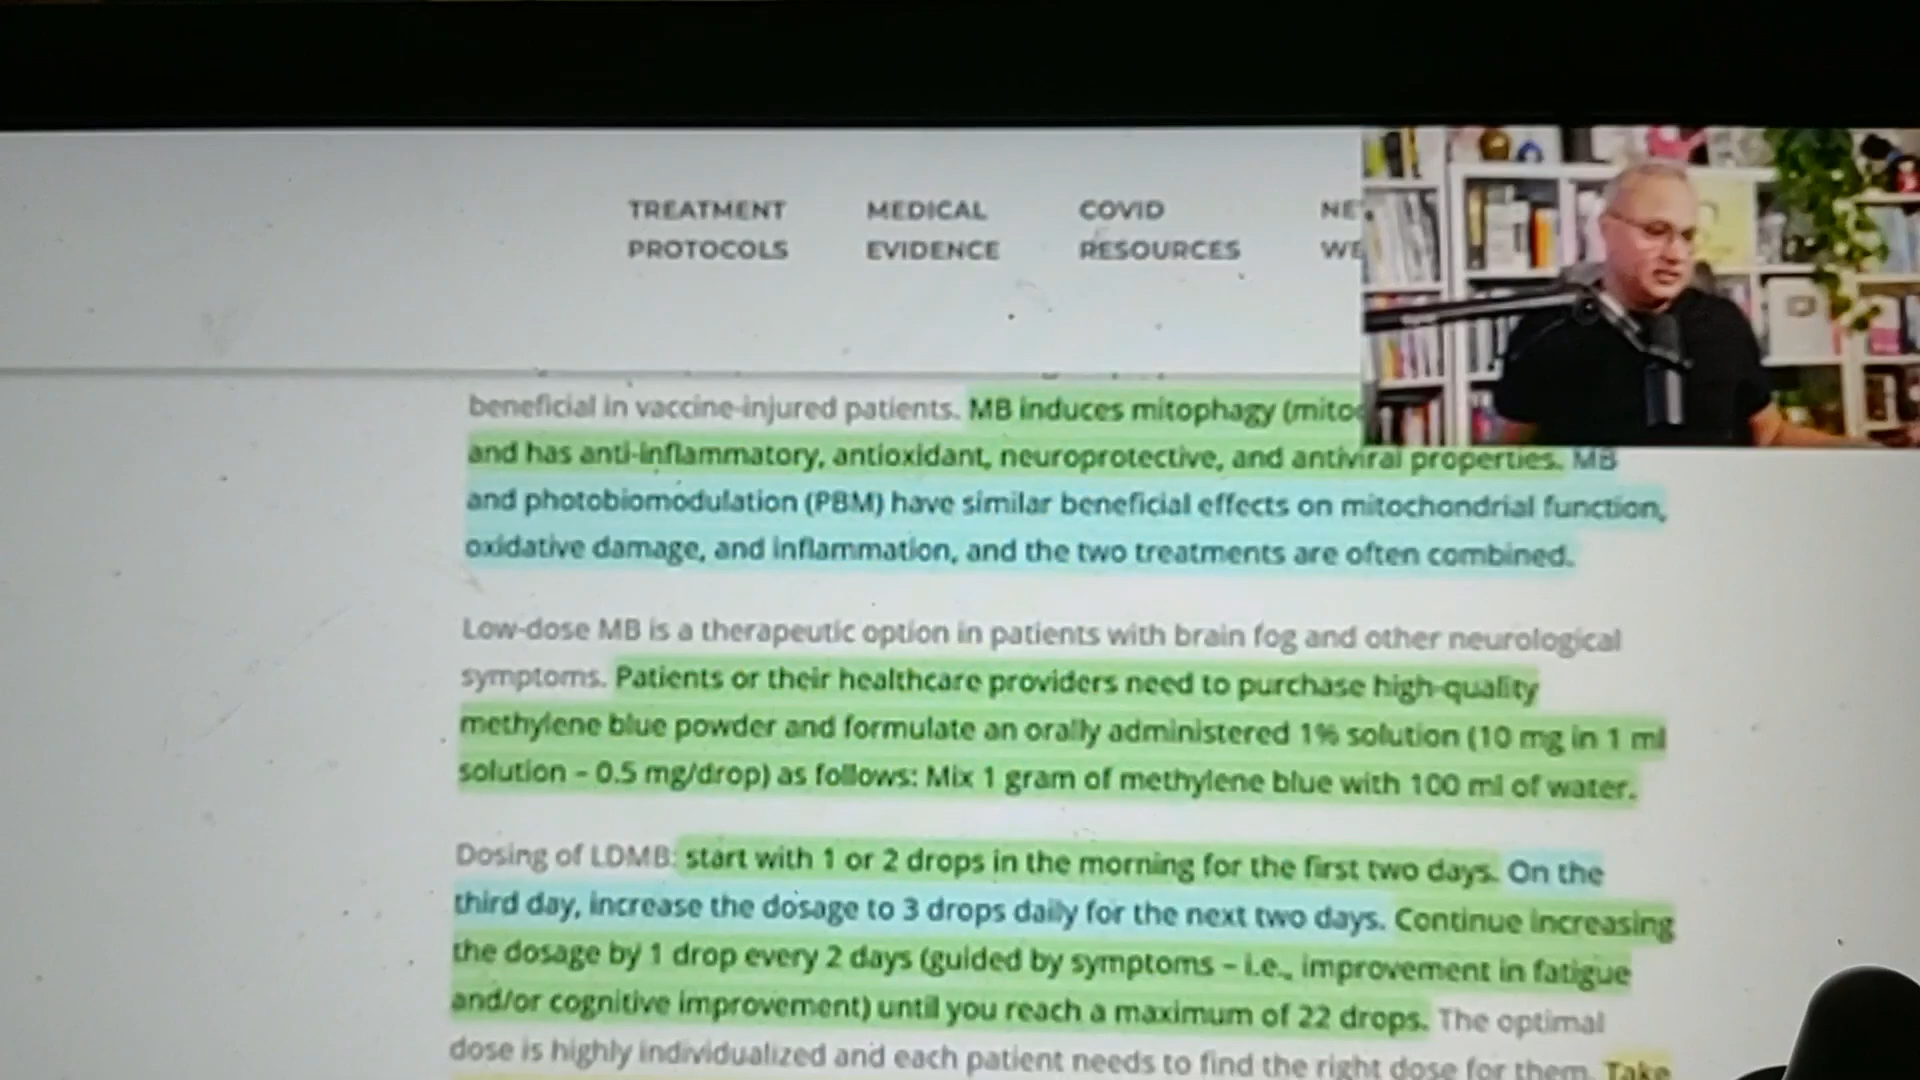 TREATMENT PROTOCOLS
MEDICAL EVIDENCE
COVID RESOURCES
beneficial in vaccine-injured patients. MB induces mitophagy
and has anti-inflammatory, antioxidant, neuroprotective, and antiviral properties. MB
and photobiomodulation (PBM) have similar beneficial effects on mitochondrial function,
oxidative damage, and inflammation, and the two treatments are often combined.
Low-dose MB is a therapeutic option in patients with brain fog and other neurological
symptoms. Patients or their healthcare providers need to purchase high-quality
methylene blue powder and formulate an orally administered 1% solution (10 mg in 1 ml
solution – 0.5 mg/drop) as follows: Mix 1 gram of methylene blue with 100 ml of water.
Dosing of LDMB: start with 1 or 2 drops in the morning for the first two days. On the
third day, increase the dosage to 3 drops daily for the next two days. Continue increasing
the dosage by 1 drop every 2 days (guided by symptoms – i.e., improvement in fatigue
and/or cognitive improvement) until you reach a maximum of 22 drops. The optimal
dose is highly individualized and each patient needs to find the right dose for them. Take